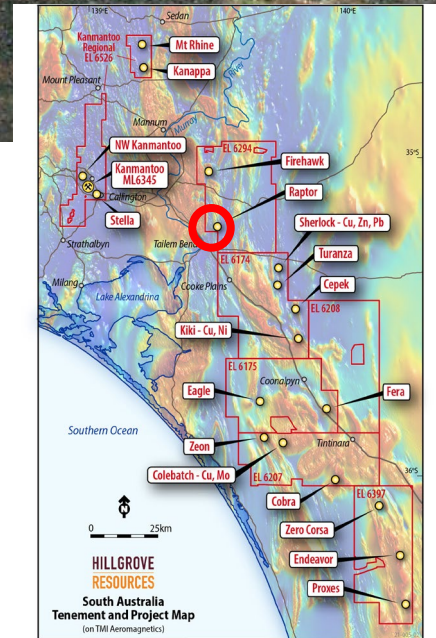 139°E
140°E
Sedan
Kanmantoo
Regional
EL 6526
Mt Rhine
Kanappa
Mount Pleasant
River
Mannum
Murray
NW Kanmantoo
EL 6294
35°S
Kanmantoo
ML6345
Firehawk
Callington
Raptor
Stella
Sherlock - Cu, Zn, Pb
Strathalbyn
Tailem Bend
EL 6174
Turanza
Milang
Cooke Plains
Cepek
Lake Alexandrina
EL 6208
Kiki - Cu, Ni
EL 6175
Coonalpyn
Eagle
Fera
Southern Ocean
Zeon
Tintinara
Colebatch - Cu, Mo
36°S
EL 6207
Cobra
EL 6397
N
Zero Corsa
0 25km
Endeavor
HILLGROVE
RESOURCES
Proxes
South Australia
Tenement and Project Map
(on TMI Aeromagnetics)